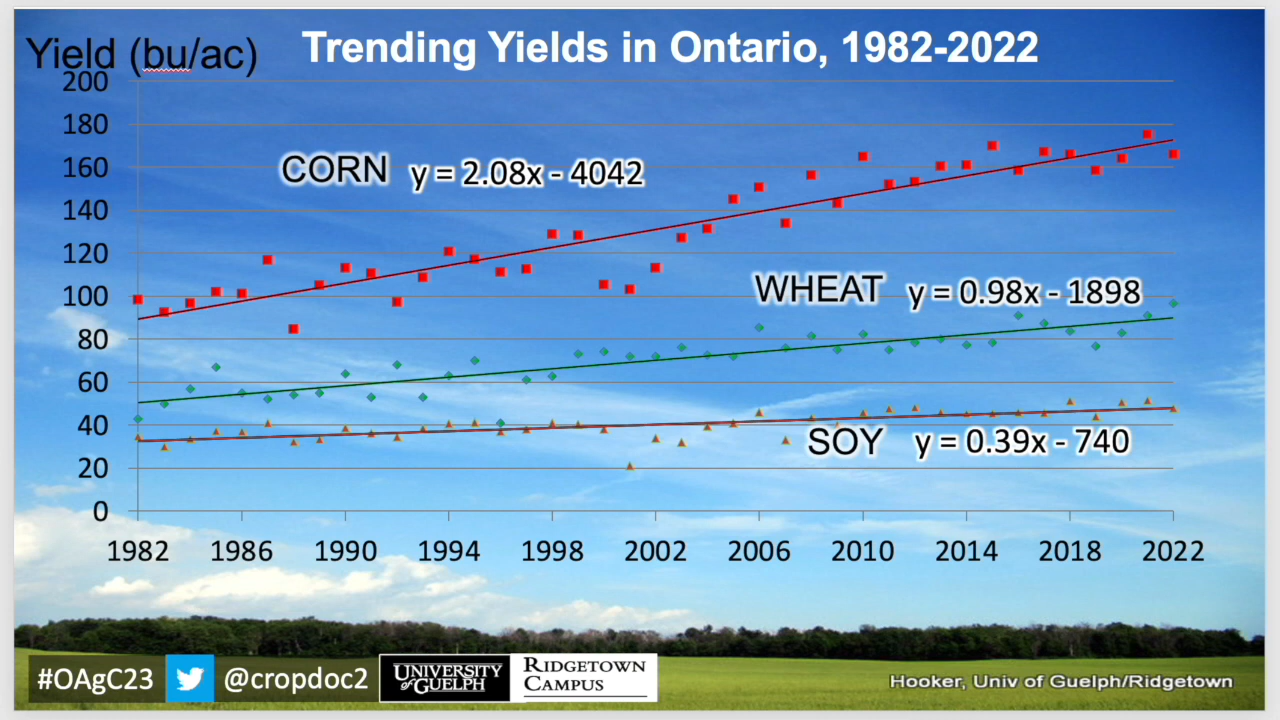 Yield (bu/ac)
Trending Yields in Ontario, 1982-2022
200
180
160
140
120
100
80
60
40
20
0
CORN y = 2.08x - 4042
WHEAT y = 0.98x - 1898
SOY y = 0.39x - 740
1982 1986 1990 1994 1998 2002 2006 2010 2014 2018 2022
#OAgC23 @cropdoc2
UNIVERSITY
of GUELPH
RIDGETOWN
CAMPUS
Hooker, Univ of Guelph/Ridgetown